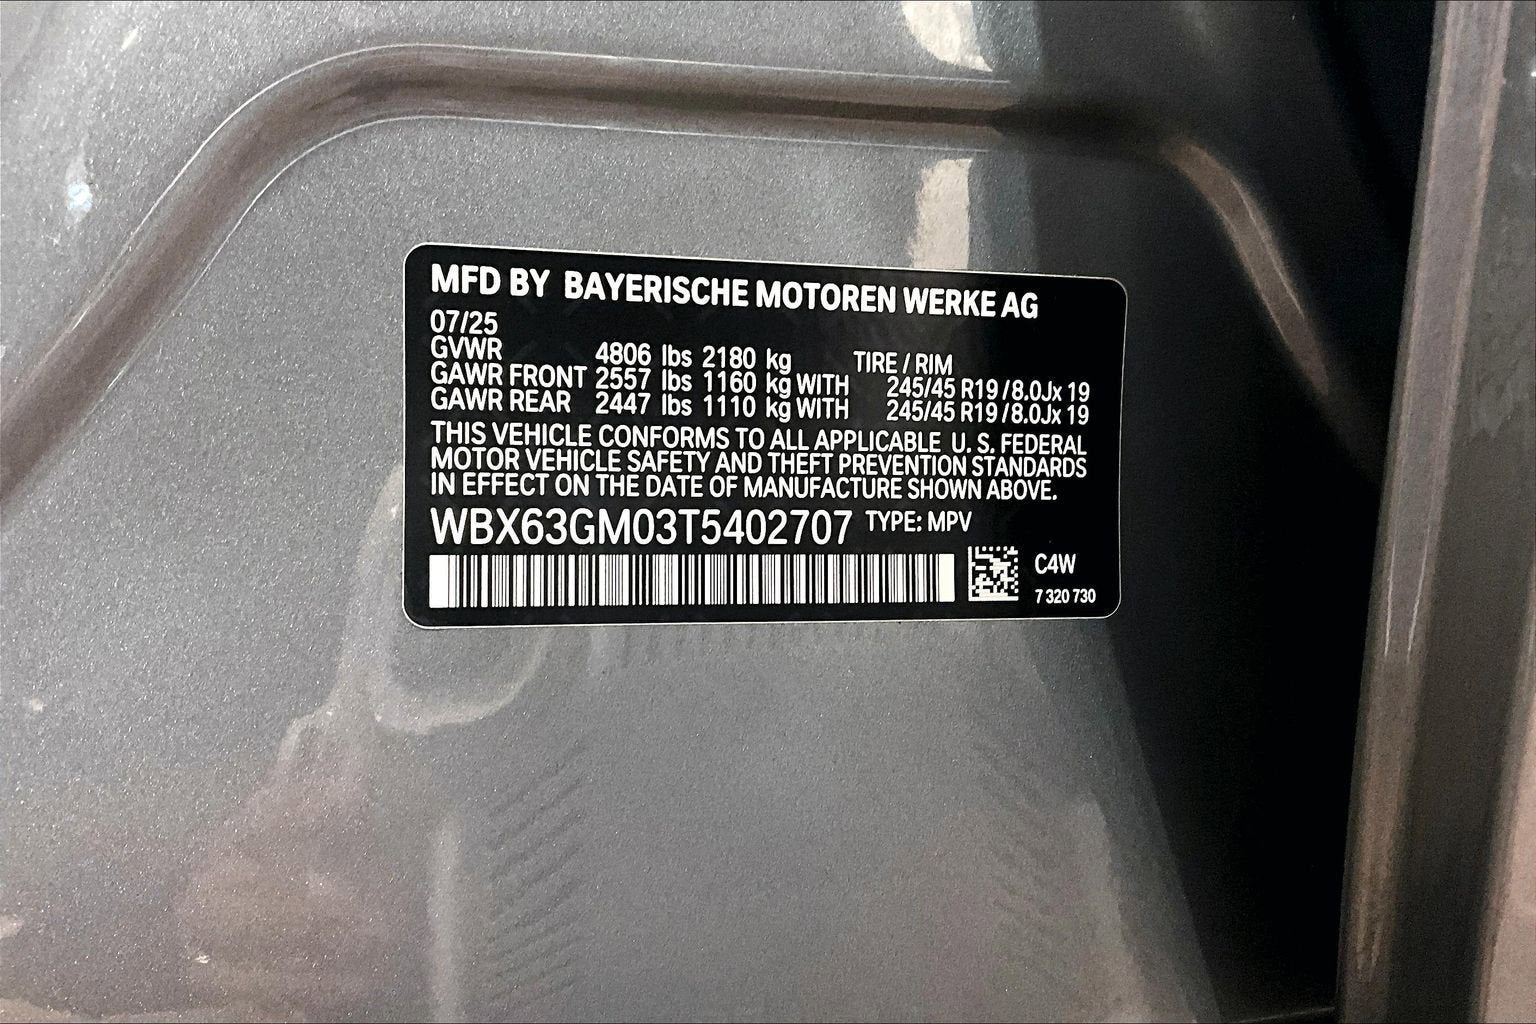 MFD BY BAYERISCHE MOTOREN WERKE AG
07/25
GVWR 4806 lbs 2180 kg TIRE / RIM
GAWR FRONT 2557 lbs 1160 kg WITH 245/45 R19 /8.0Jx 19
GAWR REAR 2447 lbs 1110 kg WITH 245/45 R19 /8.0Jx 19
THIS VEHICLE CONFORMS TO ALL APPLICABLE U. S. FEDERAL
MOTOR VEHICLE SAFETY AND THEFT PREVENTION STANDARDS
IN EFFECT ON THE DATE OF MANUFACTURE SHOWN ABOVE.
WBX63GM03T5402707 TYPE: MPV
C4W
7 320 730